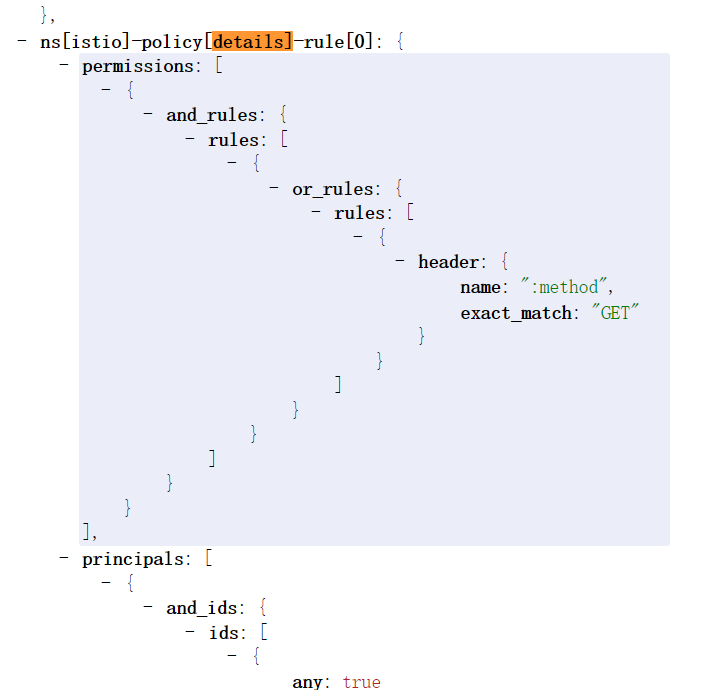 },
- ns[istio]-policy[details]-rule[0]: {
- permissions: [
- {
- and_rules: {
- rules: [
- {
- or_rules: {
- rules: [
- {
- header: {
name: ":method",
exact_match: "GET"
}
}
]
}
}
]
}
}
],
- principals: [
- {
- and_ids: {
- ids: [
- {
any: true